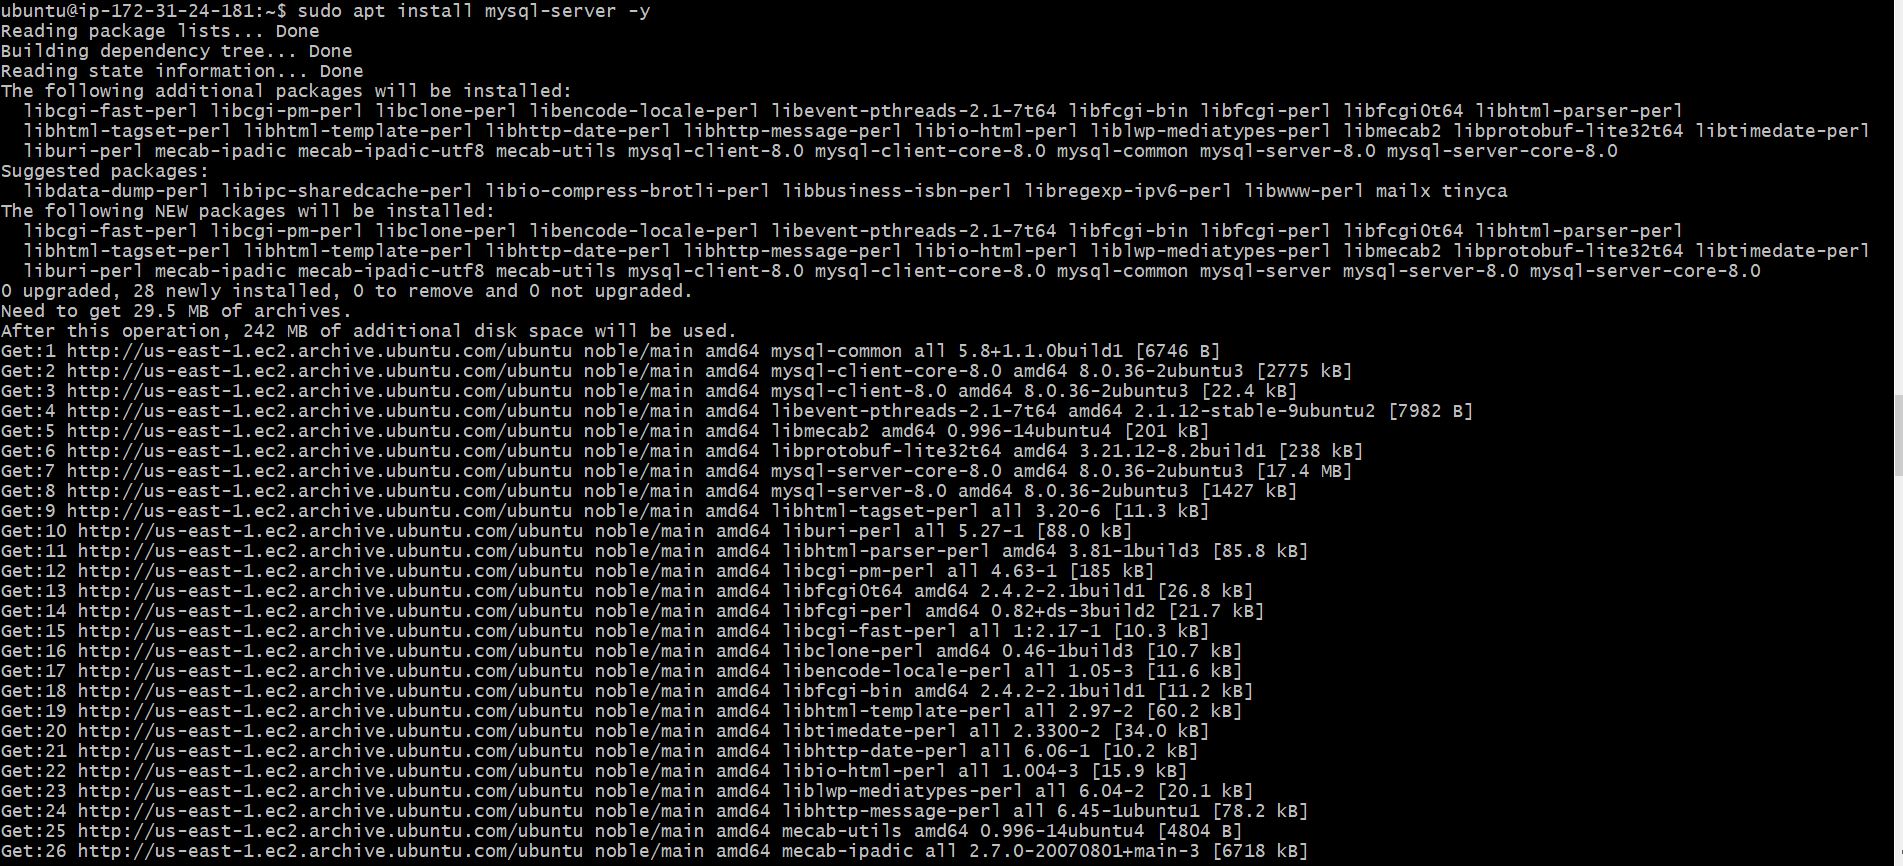 ubuntu@ip-172-31-24-181:~$ sudo apt install mysql-server -y
Reading package lists... Done
Building dependency tree... Done
Reading state information... Done
The following additional packages will be installed:
  libcgi-fast-perl libcgi-pm-perl libclone-perl libencode-locale-perl libevent-pthreads-2.1-7t64 libfcgi-bin libfcgi-perl libfcgi0t64 libhtml-parser-perl
  libhtml-tagset-perl libhtml-template-perl libhttp-date-perl libhttp-message-perl libio-html-perl liblwp-mediatypes-perl libmecab2 libprotobuf-lite32t64 libtimedate-perl
  liburi-perl mecab-ipadic mecab-ipadic-utf8 mecab-utils mysql-client-8.0 mysql-client-core-8.0 mysql-common mysql-server-8.0 mysql-server-core-8.0
Suggested packages:
  libdata-dump-perl libipc-sharedcache-perl libio-compress-brotli-perl libbusiness-isbn-perl libregexp-ipv6-perl libwww-perl mailx tinyca
The following NEW packages will be installed:
  libcgi-fast-perl libcgi-pm-perl libclone-perl libencode-locale-perl libevent-pthreads-2.1-7t64 libfcgi-bin libfcgi-perl libfcgi0t64 libhtml-parser-perl
  libhtml-tagset-perl libhtml-template-perl libhttp-date-perl libhttp-message-perl libio-html-perl liblwp-mediatypes-perl libmecab2 libprotobuf-lite32t64 libtimedate-perl
  liburi-perl mecab-ipadic mecab-ipadic-utf8 mecab-utils mysql-client-8.0 mysql-client-core-8.0 mysql-common mysql-server mysql-server-8.0 mysql-server-core-8.0
0 upgraded, 28 newly installed, 0 to remove and 0 not upgraded.
Need to get 29.5 MB of archives.
After this operation, 242 MB of additional disk space will be used.
Get:1 http://us-east-1.ec2.archive.ubuntu.com/ubuntu noble/main amd64 mysql-common all 5.8+1.1.0build1 [6746 B]
Get:2 http://us-east-1.ec2.archive.ubuntu.com/ubuntu noble/main amd64 mysql-client-core-8.0 amd64 8.0.36-2ubuntu3 [2775 kB]
Get:3 http://us-east-1.ec2.archive.ubuntu.com/ubuntu noble/main amd64 mysql-client-8.0 amd64 8.0.36-2ubuntu3 [22.4 kB]
Get:4 http://us-east-1.ec2.archive.ubuntu.com/ubuntu noble/main amd64 libevent-pthreads-2.1-7t64 amd64 2.1.12-stable-9ubuntu2 [7982 B]
Get:5 http://us-east-1.ec2.archive.ubuntu.com/ubuntu noble/main amd64 libmecab2 amd64 0.996-14ubuntu4 [201 kB]
Get:6 http://us-east-1.ec2.archive.ubuntu.com/ubuntu noble/main amd64 libprotobuf-lite32t64 amd64 3.21.12-8.2build1 [238 kB]
Get:7 http://us-east-1.ec2.archive.ubuntu.com/ubuntu noble/main amd64 mysql-server-core-8.0 amd64 8.0.36-2ubuntu3 [17.4 MB]
Get:8 http://us-east-1.ec2.archive.ubuntu.com/ubuntu noble/main amd64 mysql-server-8.0 amd64 8.0.36-2ubuntu3 [1427 kB]
Get:9 http://us-east-1.ec2.archive.ubuntu.com/ubuntu noble/main amd64 libhtml-tagset-perl all 3.20-6 [11.3 kB]
Get:10 http://us-east-1.ec2.archive.ubuntu.com/ubuntu noble/main amd64 liburi-perl all 5.27-1 [88.0 kB]
Get:11 http://us-east-1.ec2.archive.ubuntu.com/ubuntu noble/main amd64 libhtml-parser-perl amd64 3.81-1build3 [85.8 kB]
Get:12 http://us-east-1.ec2.archive.ubuntu.com/ubuntu noble/main amd64 libcgi-pm-perl all 4.63-1 [185 kB]
Get:13 http://us-east-1.ec2.archive.ubuntu.com/ubuntu noble/main amd64 libfcgi0t64 amd64 2.4.2-2.1build1 [26.8 kB]
Get:14 http://us-east-1.ec2.archive.ubuntu.com/ubuntu noble/main amd64 libfcgi-perl amd64 0.82+ds-3build2 [21.7 kB]
Get:15 http://us-east-1.ec2.archive.ubuntu.com/ubuntu noble/main amd64 libcgi-fast-perl all 1:2.17-1 [10.3 kB]
Get:16 http://us-east-1.ec2.archive.ubuntu.com/ubuntu noble/main amd64 libclone-perl amd64 0.46-1build3 [10.7 kB]
Get:17 http://us-east-1.ec2.archive.ubuntu.com/ubuntu noble/main amd64 libencode-locale-perl all 1.05-3 [11.6 kB]
Get:18 http://us-east-1.ec2.archive.ubuntu.com/ubuntu noble/main amd64 libfcgi-bin amd64 2.4.2-2.1build1 [11.2 kB]
Get:19 http://us-east-1.ec2.archive.ubuntu.com/ubuntu noble/main amd64 libhtml-template-perl all 2.97-2 [60.2 kB]
Get:20 http://us-east-1.ec2.archive.ubuntu.com/ubuntu noble/main amd64 libtimedate-perl all 2.3300-2 [34.0 kB]
Get:21 http://us-east-1.ec2.archive.ubuntu.com/ubuntu noble/main amd64 libhttp-date-perl all 6.06-1 [10.2 kB]
Get:22 http://us-east-1.ec2.archive.ubuntu.com/ubuntu noble/main amd64 libio-html-perl all 1.004-3 [15.9 kB]
Get:23 http://us-east-1.ec2.archive.ubuntu.com/ubuntu noble/main amd64 liblwp-mediatypes-perl all 6.04-2 [20.1 kB]
Get:24 http://us-east-1.ec2.archive.ubuntu.com/ubuntu noble/main amd64 libhttp-message-perl all 6.45-1ubuntu1 [78.2 kB]
Get:25 http://us-east-1.ec2.archive.ubuntu.com/ubuntu noble/main amd64 mecab-utils amd64 0.996-14ubuntu4 [4804 B]
Get:26 http://us-east-1.ec2.archive.ubuntu.com/ubuntu noble/main amd64 mecab-ipadic all 2.7.0-20070801+main-3 [6718 kB]